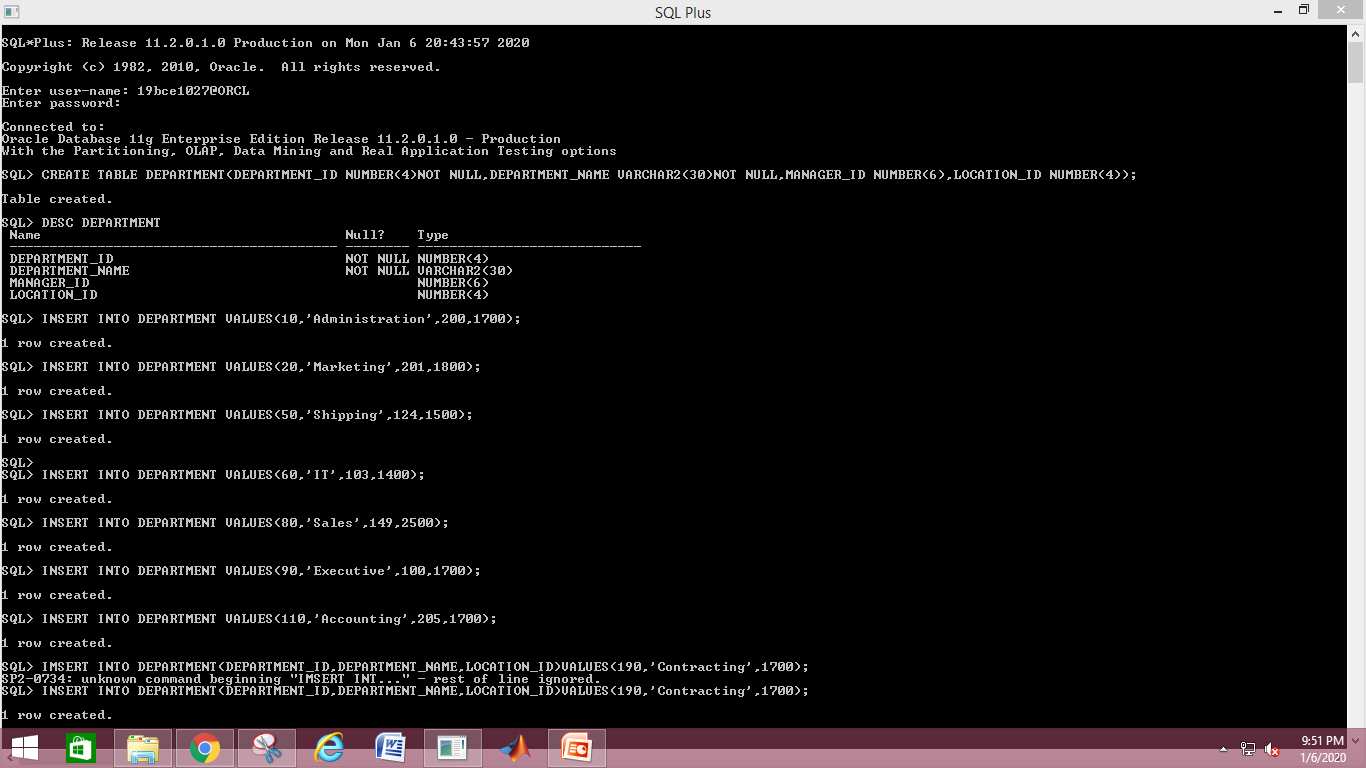 SQL Plus
SQL*Plus: Release 11.2.0.1.0 Production on Mon Jan 6 20:43:57 2020
Copyright (c) 1982, 2010, Oracle.  All rights reserved.
Enter user-name: 19bce1027@ORCL
Enter password:
Connected to:
Oracle Database 11g Enterprise Edition Release 11.2.0.1.0 - Production
With the Partitioning, OLAP, Data Mining and Real Application Testing options
SQL> CREATE TABLE DEPARTMENT(DEPARTMENT_ID NUMBER(4)NOT NULL,DEPARTMENT_NAME VARCHAR2(30)NOT NULL,MANAGER_ID NUMBER(6),LOCATION_ID NUMBER(4));
Table created.
SQL> DESC DEPARTMENT
Name Null? Type
----------------------------------------- -------- ----------------------------
DEPARTMENT_ID NOT NULL NUMBER(4)
DEPARTMENT_NAME NOT NULL VARCHAR2(30)
MANAGER_ID NUMBER(6)
LOCATION_ID NUMBER(4)
SQL> INSERT INTO DEPARTMENT VALUES(10,'Administration',200,1700);
1 row created.
SQL> INSERT INTO DEPARTMENT VALUES(20,'Marketing',201,1800);
1 row created.
SQL> INSERT INTO DEPARTMENT VALUES(50,'Shipping',124,1500);
1 row created.
SQL>
SQL> INSERT INTO DEPARTMENT VALUES(60,'IT',103,1400);
1 row created.
SQL> INSERT INTO DEPARTMENT VALUES(80,'Sales',149,2500);
1 row created.
SQL> INSERT INTO DEPARTMENT VALUES(90,'Executive',100,1700);
1 row created.
SQL> INSERT INTO DEPARTMENT VALUES(110,'Accounting',205,1700);
1 row created.
SQL> IMSERT INTO DEPARTMENT(DEPARTMENT_ID,DEPARTMENT_NAME,LOCATION_ID)VALUES(190,'Contracting',1700);
SP2-0734: unknown command beginning "IMSERT INT..." - rest of line ignored.
SQL> INSERT INTO DEPARTMENT(DEPARTMENT_ID,DEPARTMENT_NAME,LOCATION_ID)VALUES(190,'Contracting',1700);
1 row created.
9:51 PM
1/6/2020